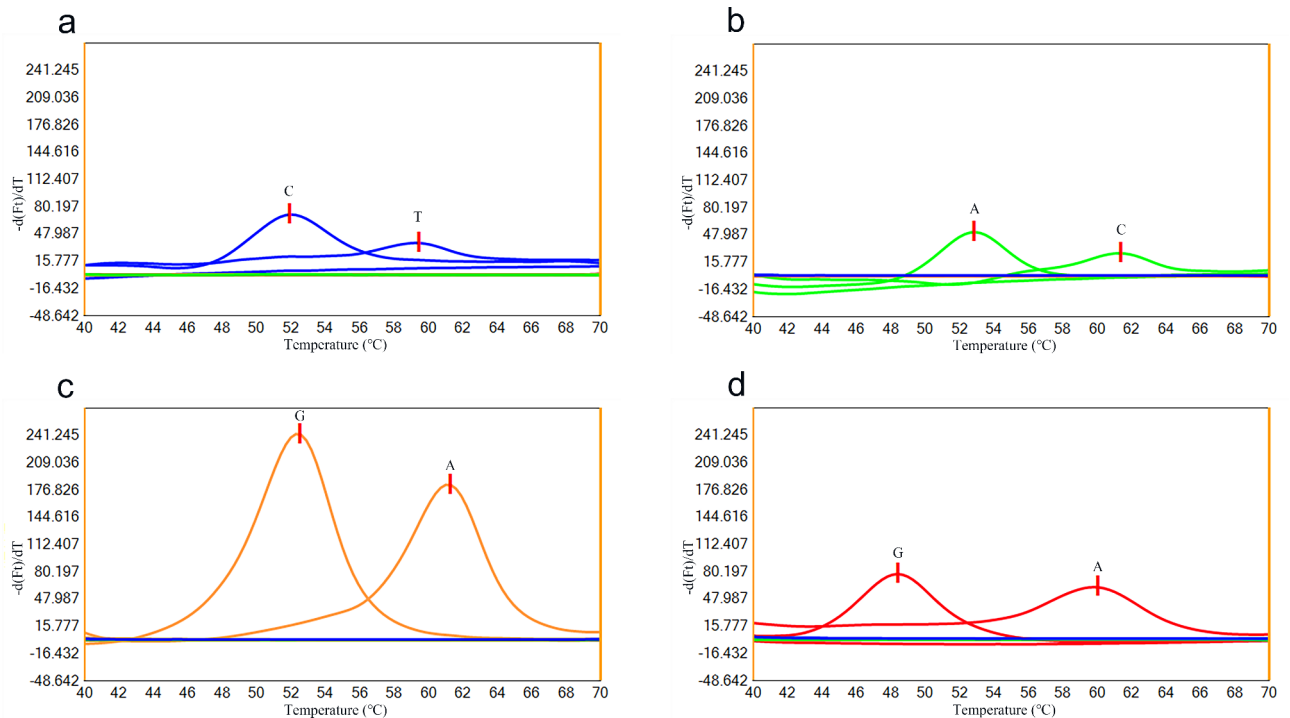 a
241.245
209.036
176.826
144.616
112.407
80.197
47.987
15.777
-16.432
-48.642
-d(Ft)/dT
C
T
40 42 44 46 48 50 52 54 56 58 60 62 64 66 68 70
Temperature (℃)
b
241.245
209.036
176.826
144.616
112.407
80.197
47.987
15.777
-16.432
-48.642
-d(Ft)/dT
A
C
40 42 44 46 48 50 52 54 56 58 60 62 64 66 68 70
Temperature (℃)
c
241.245
209.036
176.826
144.616
112.407
80.197
47.987
15.777
-16.432
-48.642
-d(Ft)/dT
G
A
40 42 44 46 48 50 52 54 56 58 60 62 64 66 68 70
Temperature (℃)
d
241.245
209.036
176.826
144.616
112.407
80.197
47.987
15.777
-16.432
-48.642
-d(Ft)/dT
G
A
40 42 44 46 48 50 52 54 56 58 60 62 64 66 68 70
Temperature (℃)